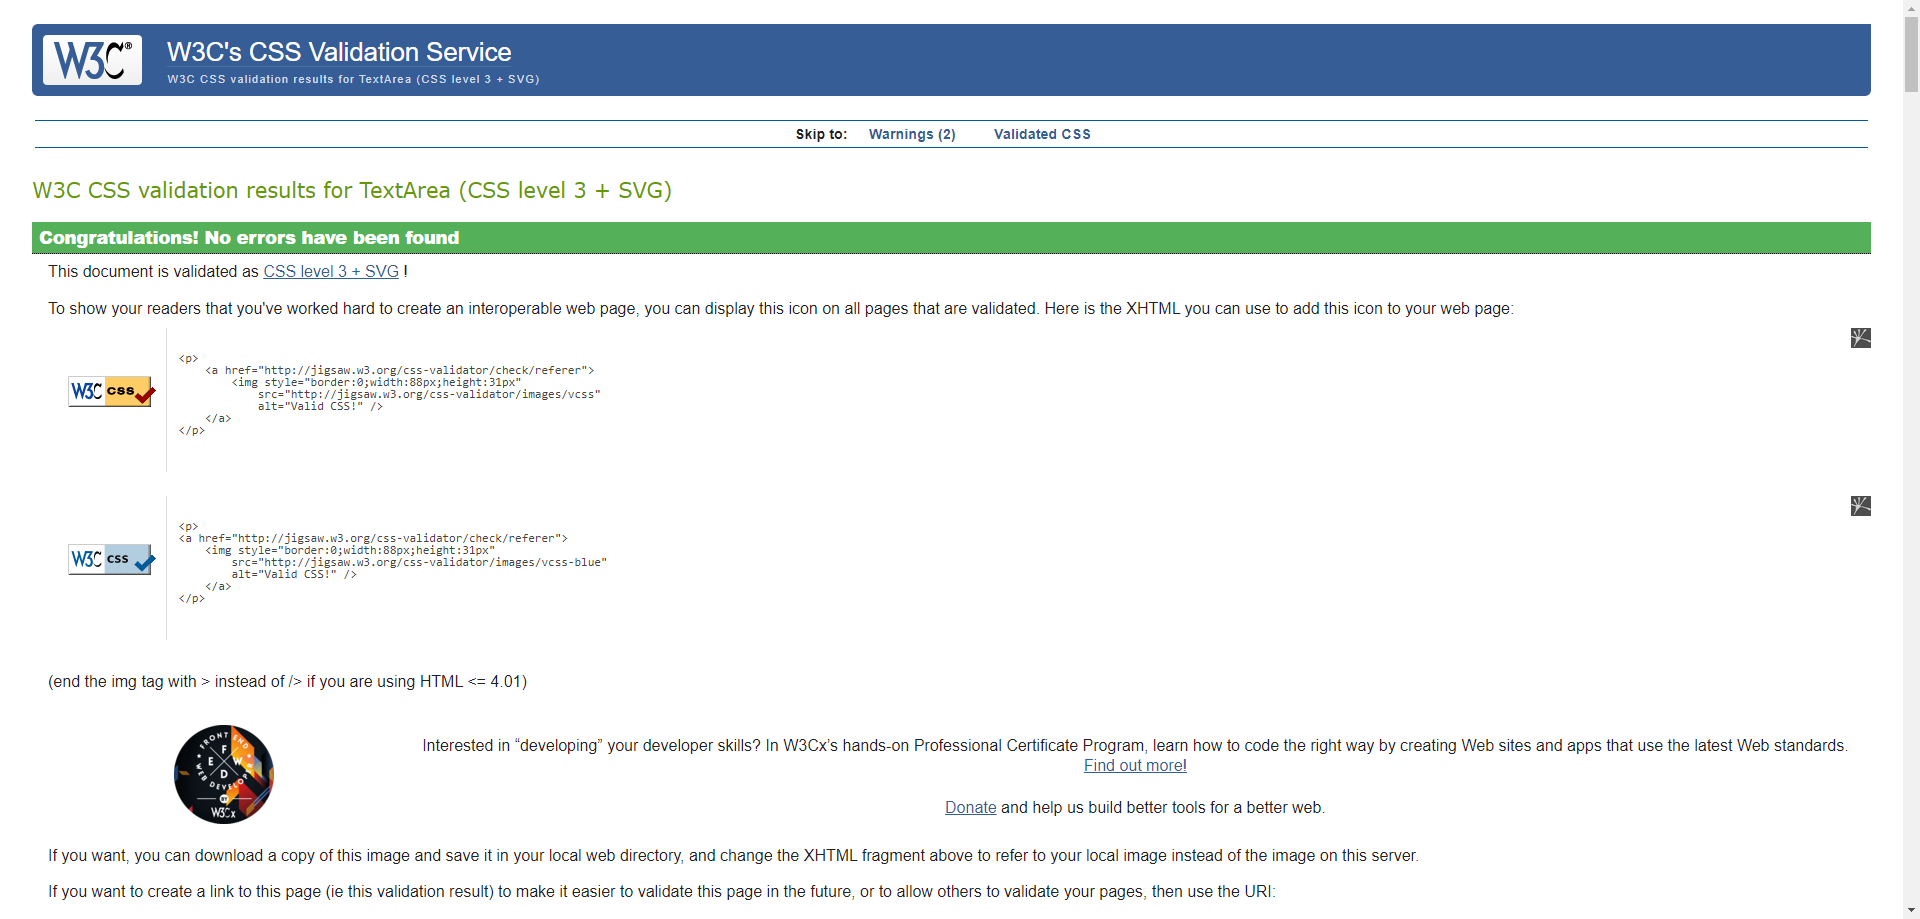 W3C®
W3C's CSS Validation Service
W3C CSS validation results for TextArea (CSS level 3 + SVG)
Skip to: Warnings (2) Validated CSS
W3C CSS validation results for TextArea (CSS level 3 + SVG)
Congratulations! No errors have been found
This document is validated as CSS level 3 + SVG !
To show your readers that you've worked hard to create an interoperable web page, you can display this icon on all pages that are validated. Here is the XHTML you can use to add this icon to your web page:
W3C css
<p>
<a href="http://jigsaw.w3.org/css-validator/check/referer">
<img style="border:0;width:88px;height:31px"
src="http://jigsaw.w3.org/css-validator/images/vcss"
alt="Valid CSS!" />
</a>
</p>
W3C css
<p>
<a href="http://jigsaw.w3.org/css-validator/check/referer">
<img style="border:0;width:88px;height:31px"
src="http://jigsaw.w3.org/css-validator/images/vcss-blue"
alt="Valid CSS!" />
</a>
</p>
(end the img tag with > instead of /> if you are using HTML <= 4.01)
FRONT END
F
E W
D
WEB DEVELOPER
W3Cx
Interested in “developing” your developer skills? In W3Cx’s hands-on Professional Certificate Program, learn how to code the right way by creating Web sites and apps that use the latest Web standards.
Find out more!
Donate and help us build better tools for a better web.
If you want, you can download a copy of this image and save it in your local web directory, and change the XHTML fragment above to refer to your local image instead of the image on this server.
If you want to create a link to this page (ie this validation result) to make it easier to validate this page in the future, or to allow others to validate your pages, then use the URI: